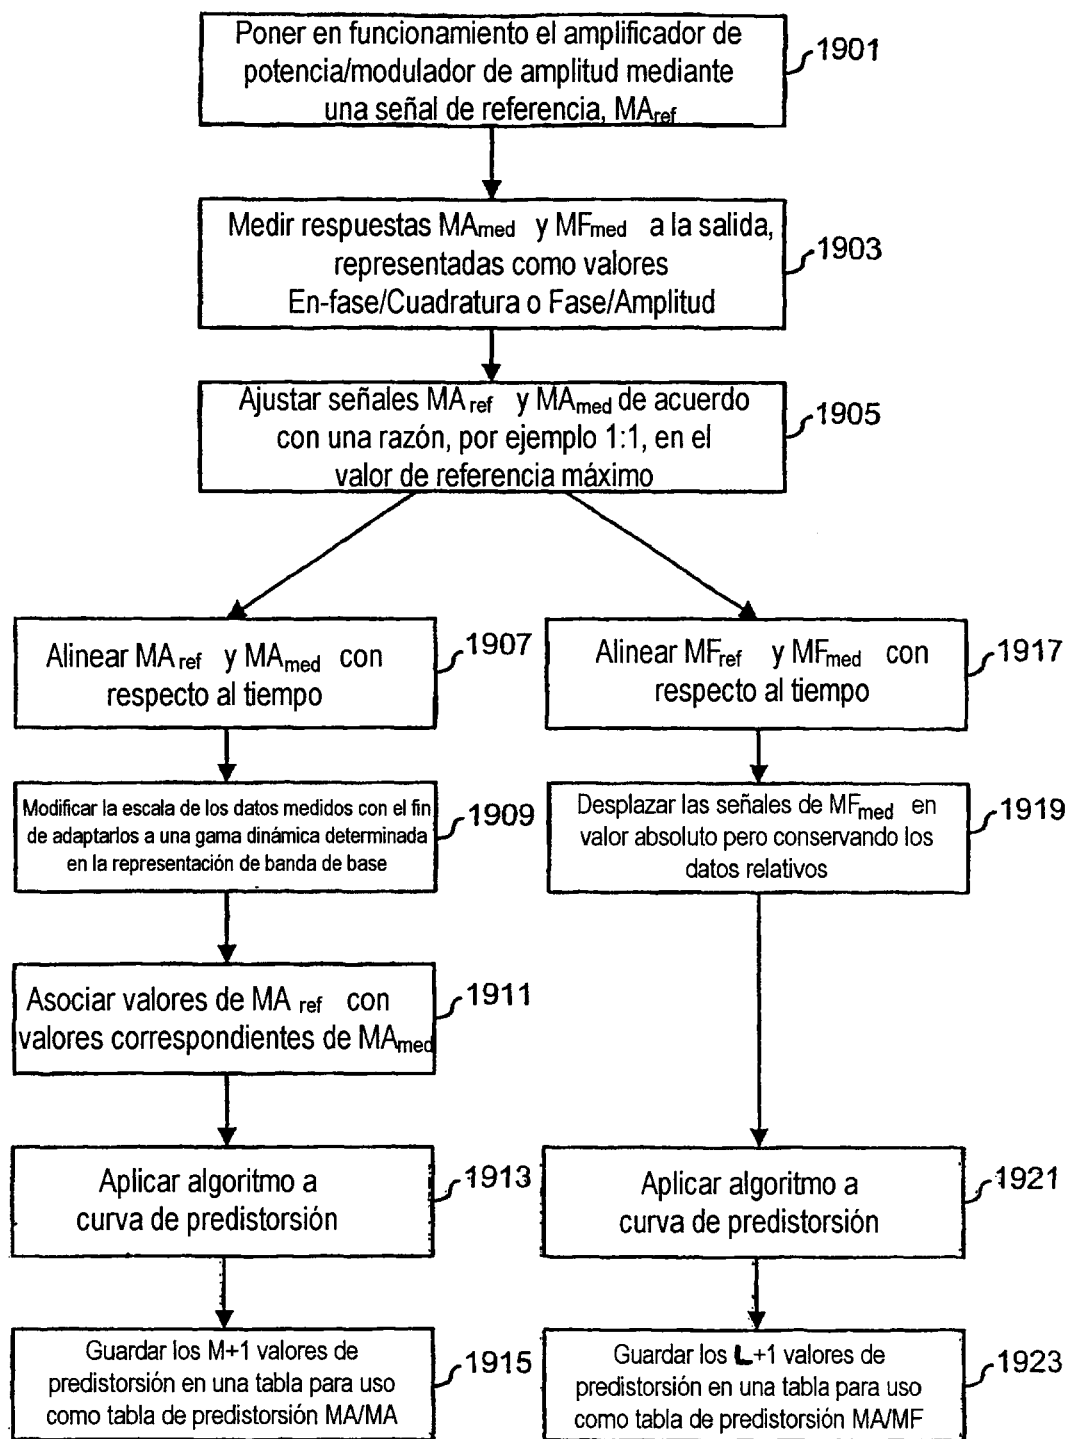 Poner en funcionamiento el amplificador de
potencia/modulador de amplitud mediante
una señal de referencia, MAref
1901
Medir respuestas MAmed y MFmed a la salida,
representadas como valores
En-fase/Cuadratura o Fase/Amplitud
1903
Ajustar señales MAref y MAmed de acuerdo
con una razón, por ejemplo 1:1, en el
valor de referencia máximo
1905
Alinear MAref y MAmed con
respecto al tiempo
1907
Modificar la escala de los datos medidos con el fin
de adaptarlos a una gama dinámica determinada
en la representación de banda de base
1909
Asociar valores de MA ref con
valores correspondientes de MAmed
1911
Aplicar algoritmo a
curva de predistorsión
1913
Guardar los M+1 valores de
predistorsión en una tabla para uso
como tabla de predistorsión MA/MA
1915
Alinear MFref y MFmed con
respecto al tiempo
1917
Desplazar las señales de MFmed en
valor absoluto pero conservando los
datos relativos
1919
Aplicar algoritmo a
curva de predistorsión
1921
Guardar los L+1 valores de
predistorsión en una tabla para uso
como tabla de predistorsión MA/MF
1923